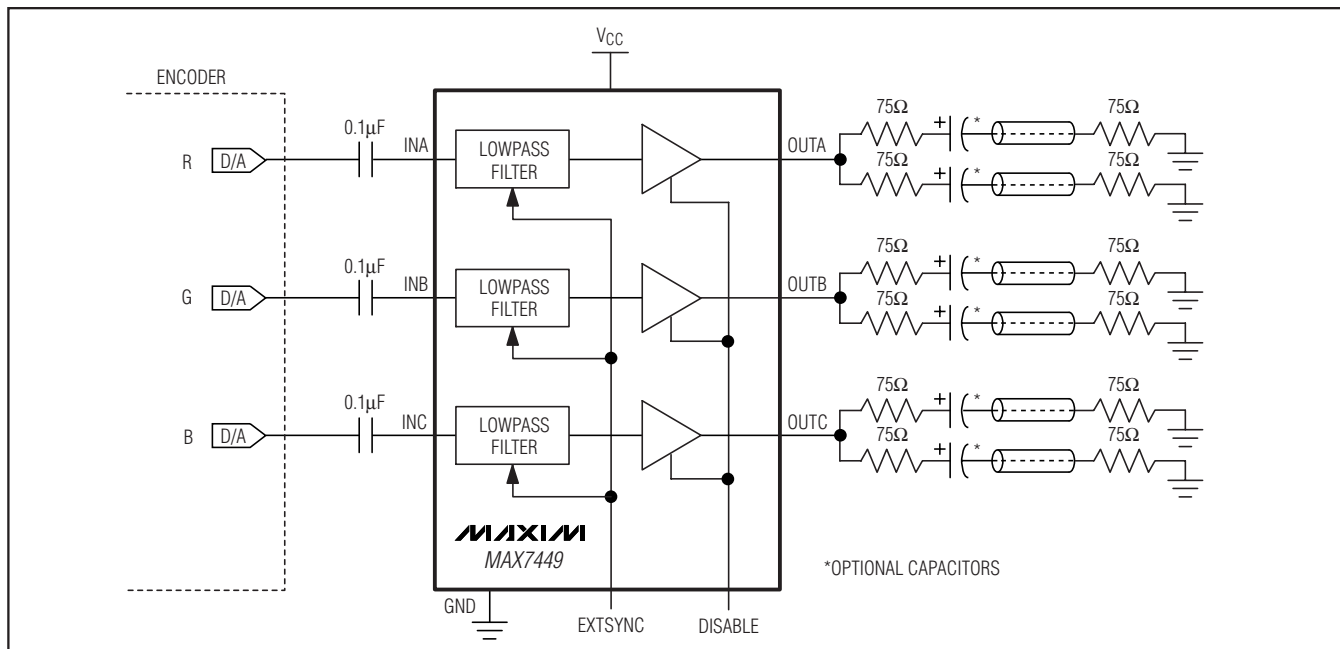 VCC
ENCODER
0.1µF
INA
LOWPASS
FILTER
OUTA
75Ω
+
*
75Ω
R
D/A
75Ω
+
*
75Ω
0.1µF
INB
LOWPASS
FILTER
OUTB
75Ω
+
*
75Ω
G
D/A
75Ω
+
*
75Ω
0.1µF
INC
LOWPASS
FILTER
OUTC
75Ω
+
*
75Ω
B
D/A
75Ω
+
*
75Ω
MAXIM
MAX7449
*OPTIONAL CAPACITORS
GND
EXTSYNC
DISABLE